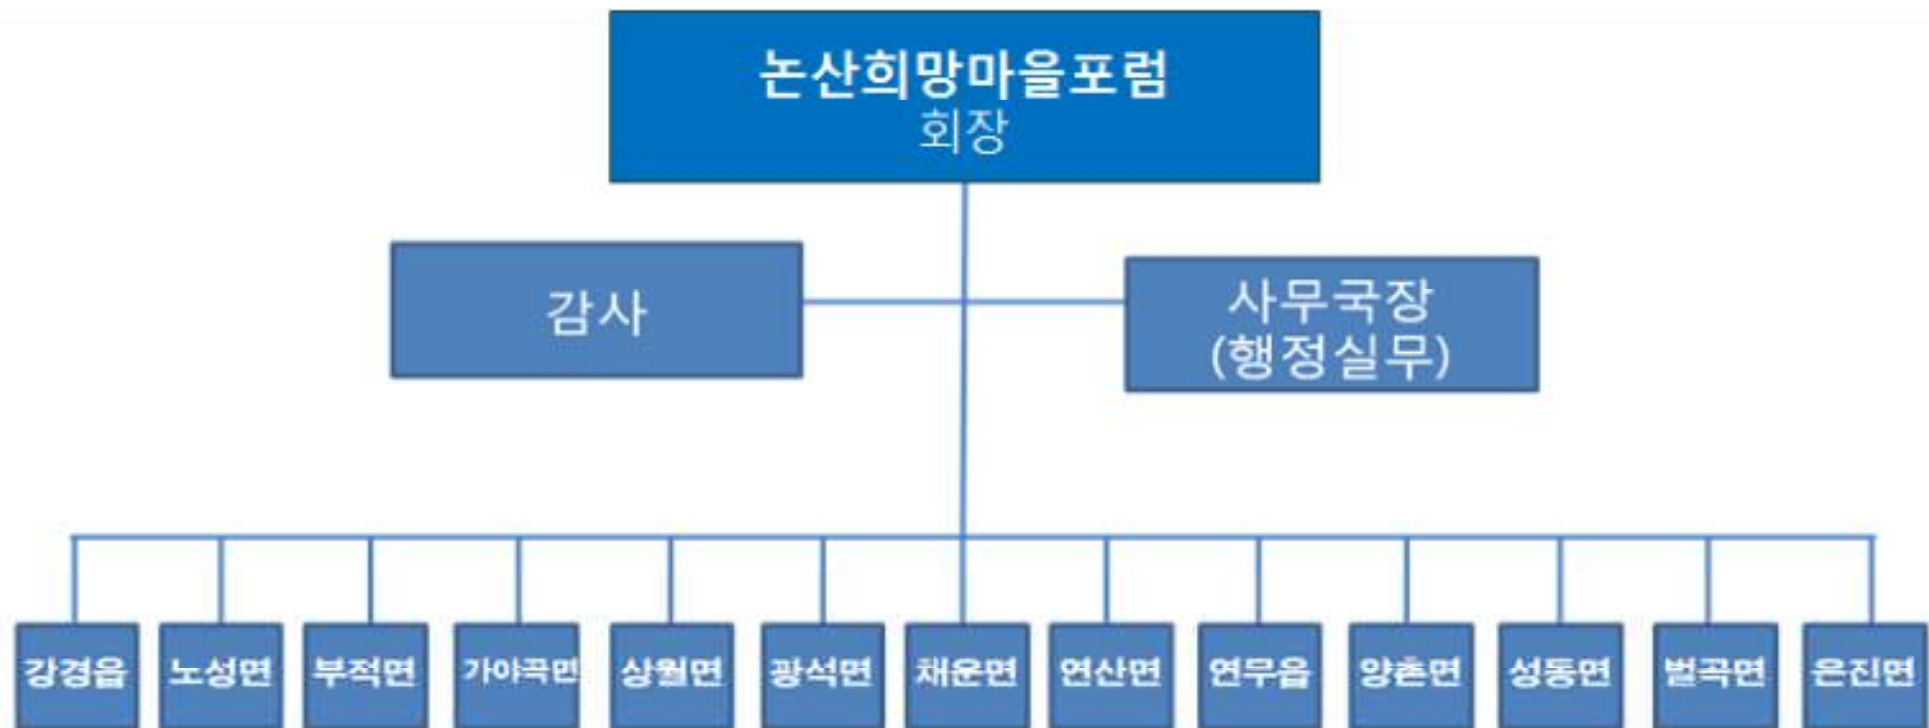 논산희망마을포럼
회장
감사
사무국장
(행정실무)
강경읍
노성면
부적면
가야곡면
상월면
광석면
채운면
연산면
연무읍
양촌면
성동면
벌곡면
은진면